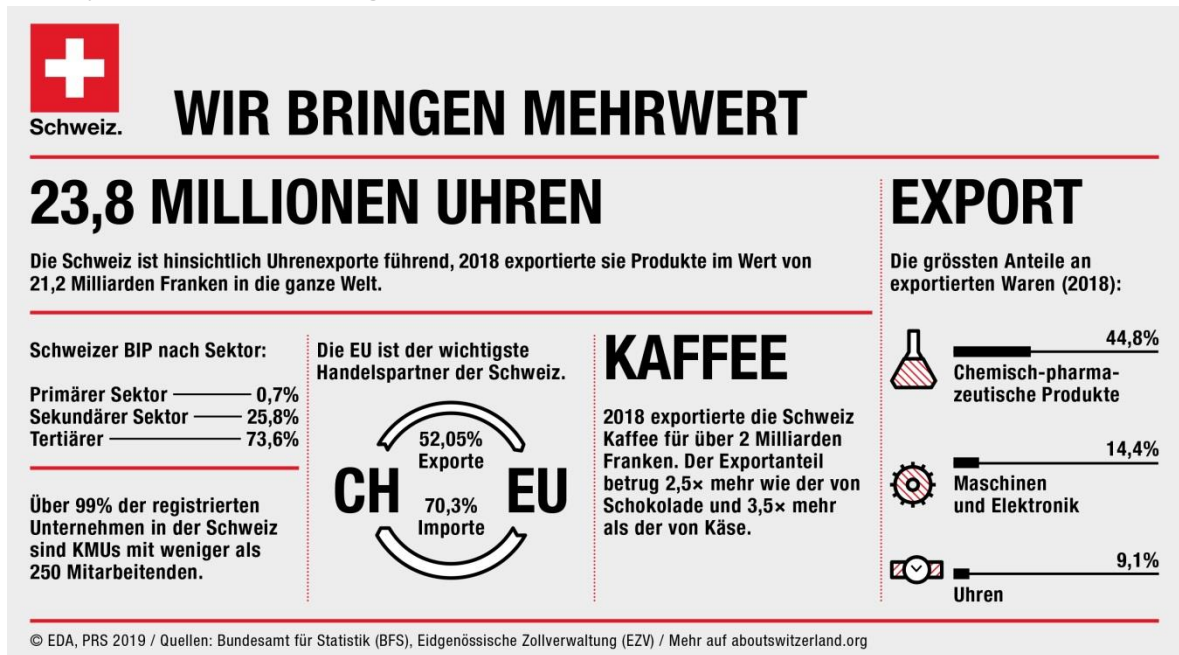 Schweiz.
WIR BRINGEN MEHRWERT
23,8 MILLIONEN UHREN
Die Schweiz ist hinsichtlich Uhrenexporte führend, 2018 exportierte sie Produkte im Wert von
21,2 Milliarden Franken in die ganze Welt.
Schweizer BIP nach Sektor:
Primärer Sektor 0,7%
Sekundärer Sektor 25,8%
Tertiärer 73,6%
Über 99% der registrierten
Unternehmen in der Schweiz
sind KMUs mit weniger als
250 Mitarbeitenden.
Die EU ist der wichtigste
Handelspartner der Schweiz.
52,05%
Exporte
CH EU
70,3%
Importe
KAFFEE
2018 exportierte die Schweiz
Kaffee für über 2 Milliarden
Franken. Der Exportanteil
betrug 2,5× mehr wie der von
Schokolade und 3,5× mehr
als der von Käse.
EXPORT
Die grössten Anteile an
exportierten Waren (2018):
44,8%
Chemisch-pharma-
zeutische Produkte
14,4%
Maschinen
und Elektronik
9,1%
Uhren
© EDA, PRS 2019 / Quellen: Bundesamt für Statistik (BFS), Eidgenössische Zollverwaltung (EZV) / Mehr auf aboutswitzerland.org